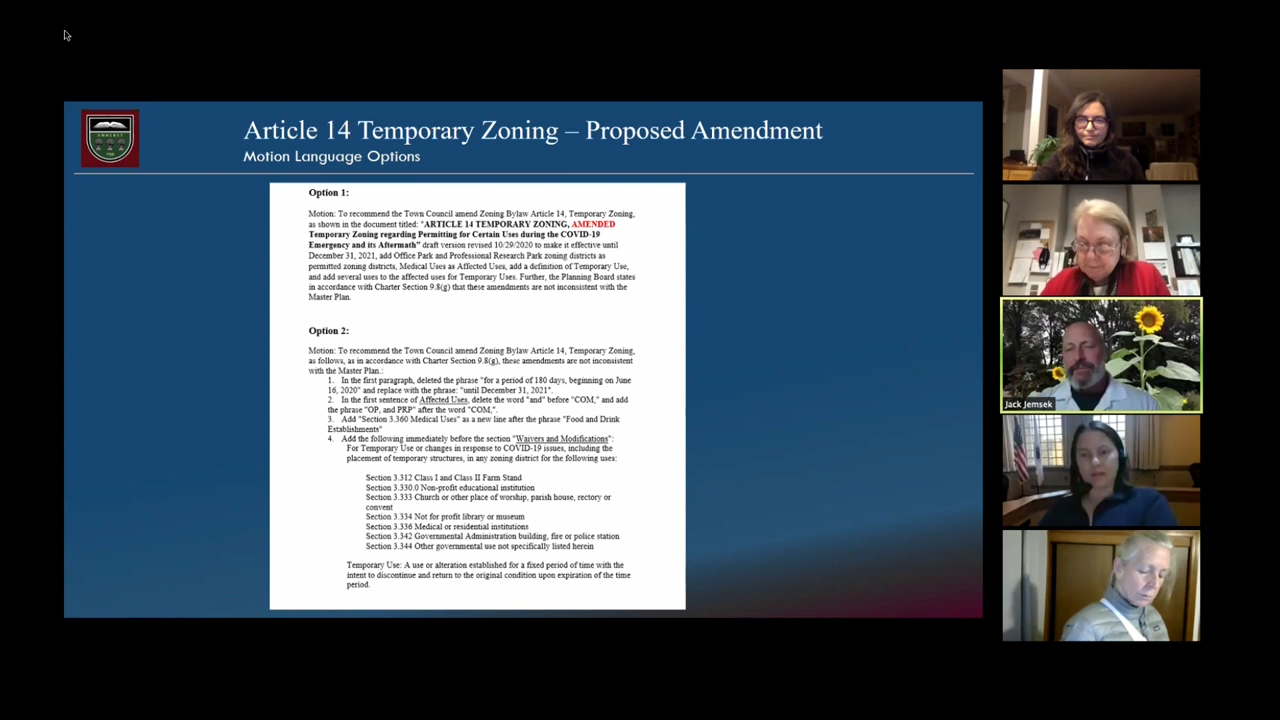 AMHERST
Article 14 Temporary Zoning – Proposed Amendment
Motion Language Options
Option 1:
Motion: To recommend the Town Council amend Zoning Bylaw Article 14, Temporary Zoning,
as shown in the document titled: "ARTICLE 14 TEMPORARY ZONING, AMENDED
Temporary Zoning regarding Permitting for Certain Uses during the COVID-19
Emergency and its Aftermath" draft version revised 10/29/2020 to make it effective until
December 31, 2021, add Office Park and Professional Research Park zoning districts as
permitted zoning districts, Medical Uses as Affected Uses, add a definition of Temporary Use,
and add several uses to the affected uses for Temporary Uses. Further, the Planning Board states
in accordance with Charter Section 9.8(g) that these amendments are not inconsistent with the
Master Plan.
Option 2:
Motion: To recommend the Town Council amend Zoning Bylaw Article 14, Temporary Zoning,
as follows, as in accordance with Charter Section 9.8(g), these amendments are not inconsistent
with the Master Plan.:
1. In the first paragraph, deleted the phrase "for a period of 180 days, beginning on June
16, 2020" and replace with the phrase: "until December 31, 2021".
2. In the first sentence of Affected Uses, delete the word "and" before "COM," and add
the phrase "OP, and PRP" after the word "COM,".
3. Add "Section 3.360 Medical Uses" as a new line after the phrase "Food and Drink
Establishments"
4. Add the following immediately before the section "Waivers and Modifications":
For Temporary Use or changes in response to COVID-19 issues, including the
placement of temporary structures, in any zoning district for the following uses:
Section 3.312 Class I and Class II Farm Stand
Section 3.330.0 Non-profit educational institution
Section 3.333 Church or other place of worship, parish house, rectory or
convent
Section 3.334 Not for profit library or museum
Section 3.336 Medical or residential institutions
Section 3.342 Governmental Administration building, fire or police station
Section 3.344 Other governmental use not specifically listed herein
Temporary Use: A use or alteration established for a fixed period of time with the
intent to discontinue and return to the original condition upon expiration of the time
period.
Jack Jemsek